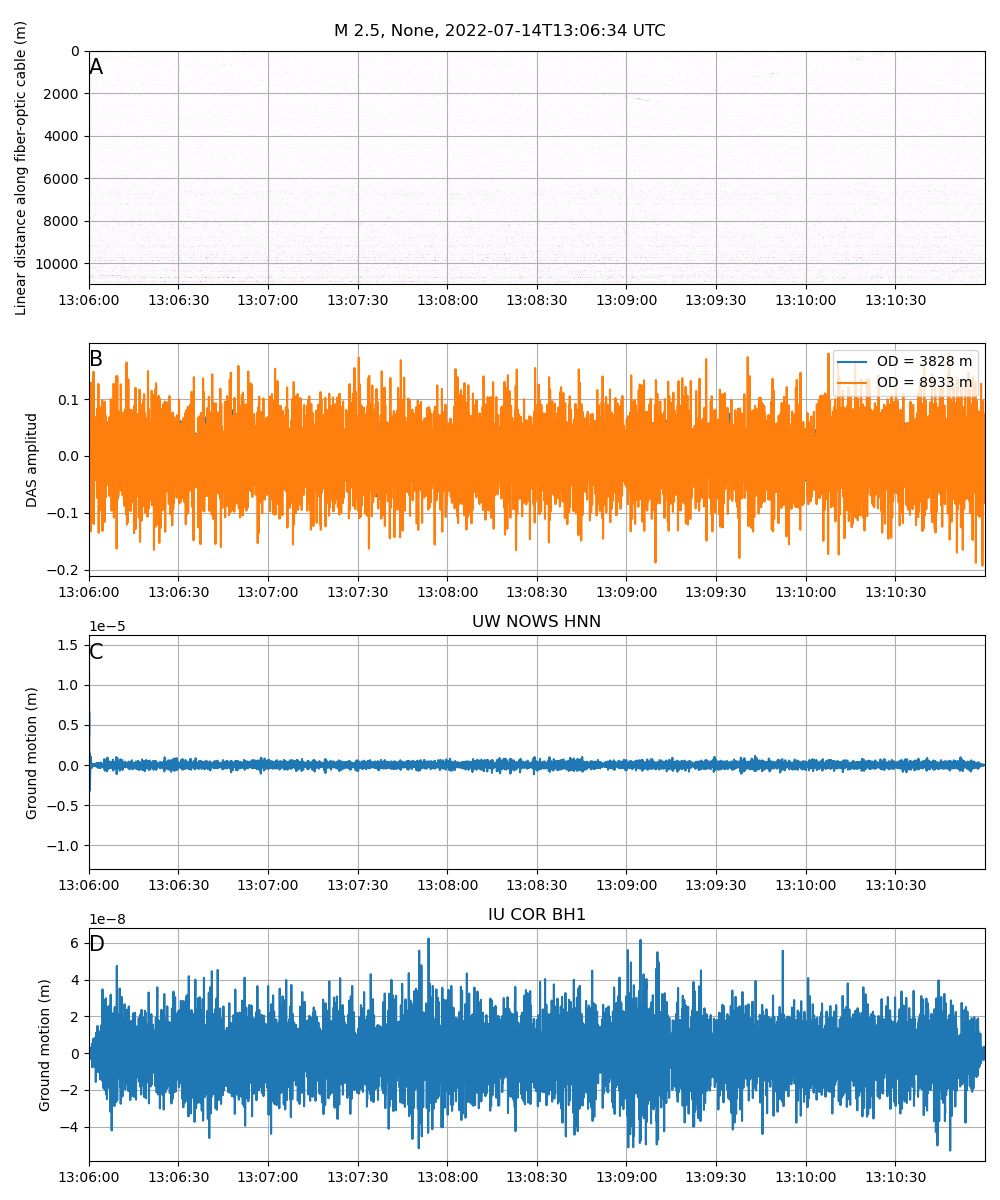 M 2.5, None, 2022-07-14T13:06:34 UTC
A
Linear distance along fiber-optic cable (m)
0
2000
4000
6000
8000
10000
13:06:00 13:06:30 13:07:00 13:07:30 13:08:00 13:08:30 13:09:00 13:09:30 13:10:00 13:10:30
B
OD = 3828 m
OD = 8933 m
DAS amplitud
0.1
0.0
−0.1
−0.2
13:06:00 13:06:30 13:07:00 13:07:30 13:08:00 13:08:30 13:09:00 13:09:30 13:10:00 13:10:30
UW NOWS HNN
1e−5
C
Ground motion (m)
1.5
1.0
0.5
0.0
−0.5
−1.0
13:06:00 13:06:30 13:07:00 13:07:30 13:08:00 13:08:30 13:09:00 13:09:30 13:10:00 13:10:30
IU COR BH1
1e−8
D
Ground motion (m)
6
4
2
0
−2
−4
13:06:00 13:06:30 13:07:00 13:07:30 13:08:00 13:08:30 13:09:00 13:09:30 13:10:00 13:10:30